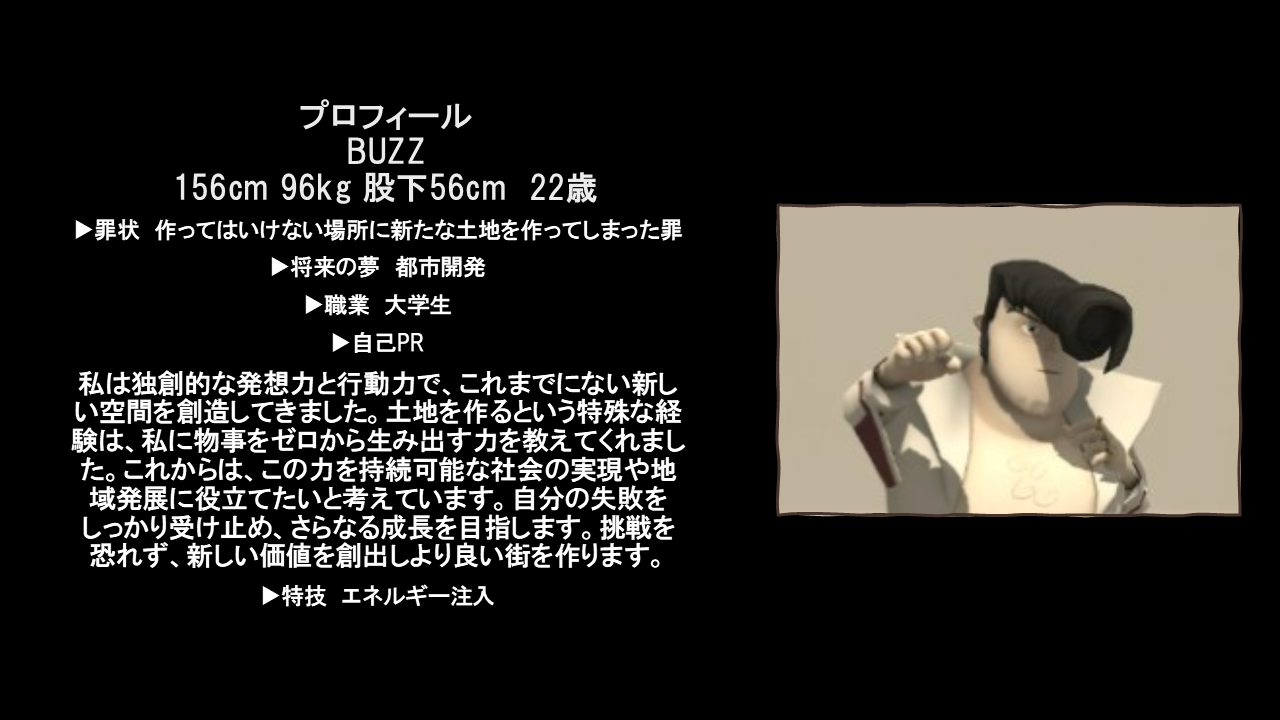 プロフィール
BUZZ
156cm 96kg 股下56cm 22歳
▶罪状 作ってはいけない場所に新たな土地を作ってしまった罪
▶将来の夢 都市開発
▶職業 大学生
▶自己PR
私は独創的な発想力と行動力で、これまでにない新し
い空間を創造してきました。土地を作るという特殊な経
験は、私に物事をゼロから生み出す力を教えてくれまし
た。これからは、この力を持続可能な社会の実現や地
域発展に役立てたいと考えています。自分の失敗を
しっかり受け止め、さらなる成長を目指します。挑戦を
恐れず、新しい価値を創出しより良い街を作ります。
▶特技 エネルギー注入